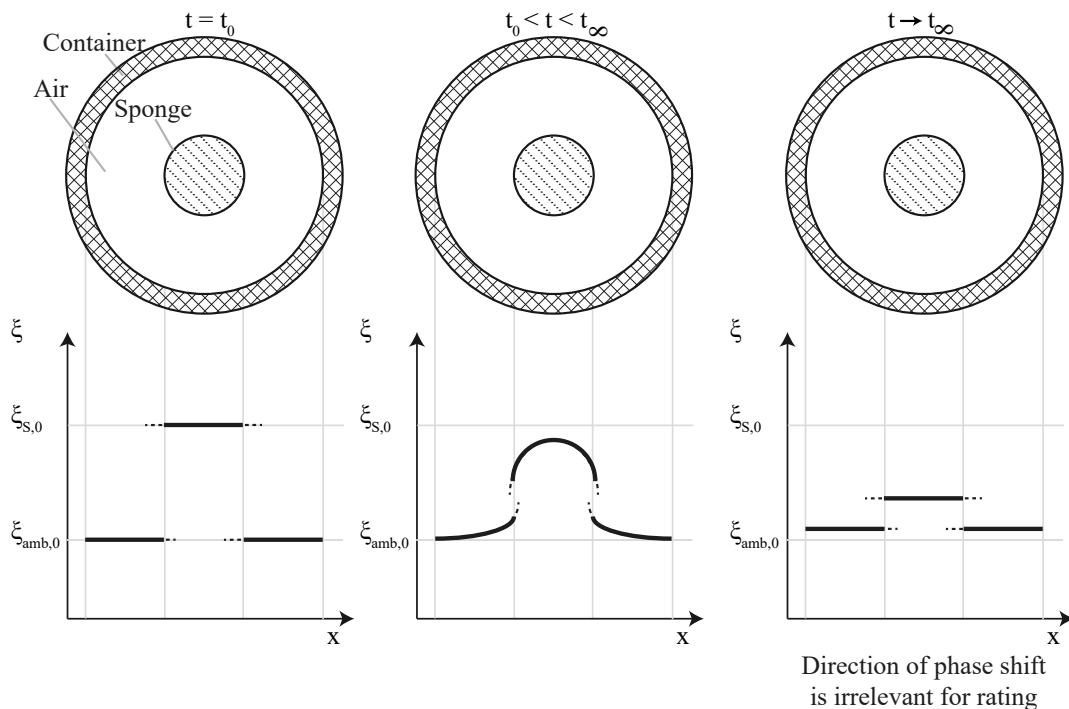 t = t₀
t₀ < t < t∞
t → t∞
Container
Air
Sponge
ξ
ξS,0
ξamb,0
x
ξ
ξS,0
ξamb,0
x
ξ
ξS,0
ξamb,0
x
Direction of phase shift
is irrelevant for rating